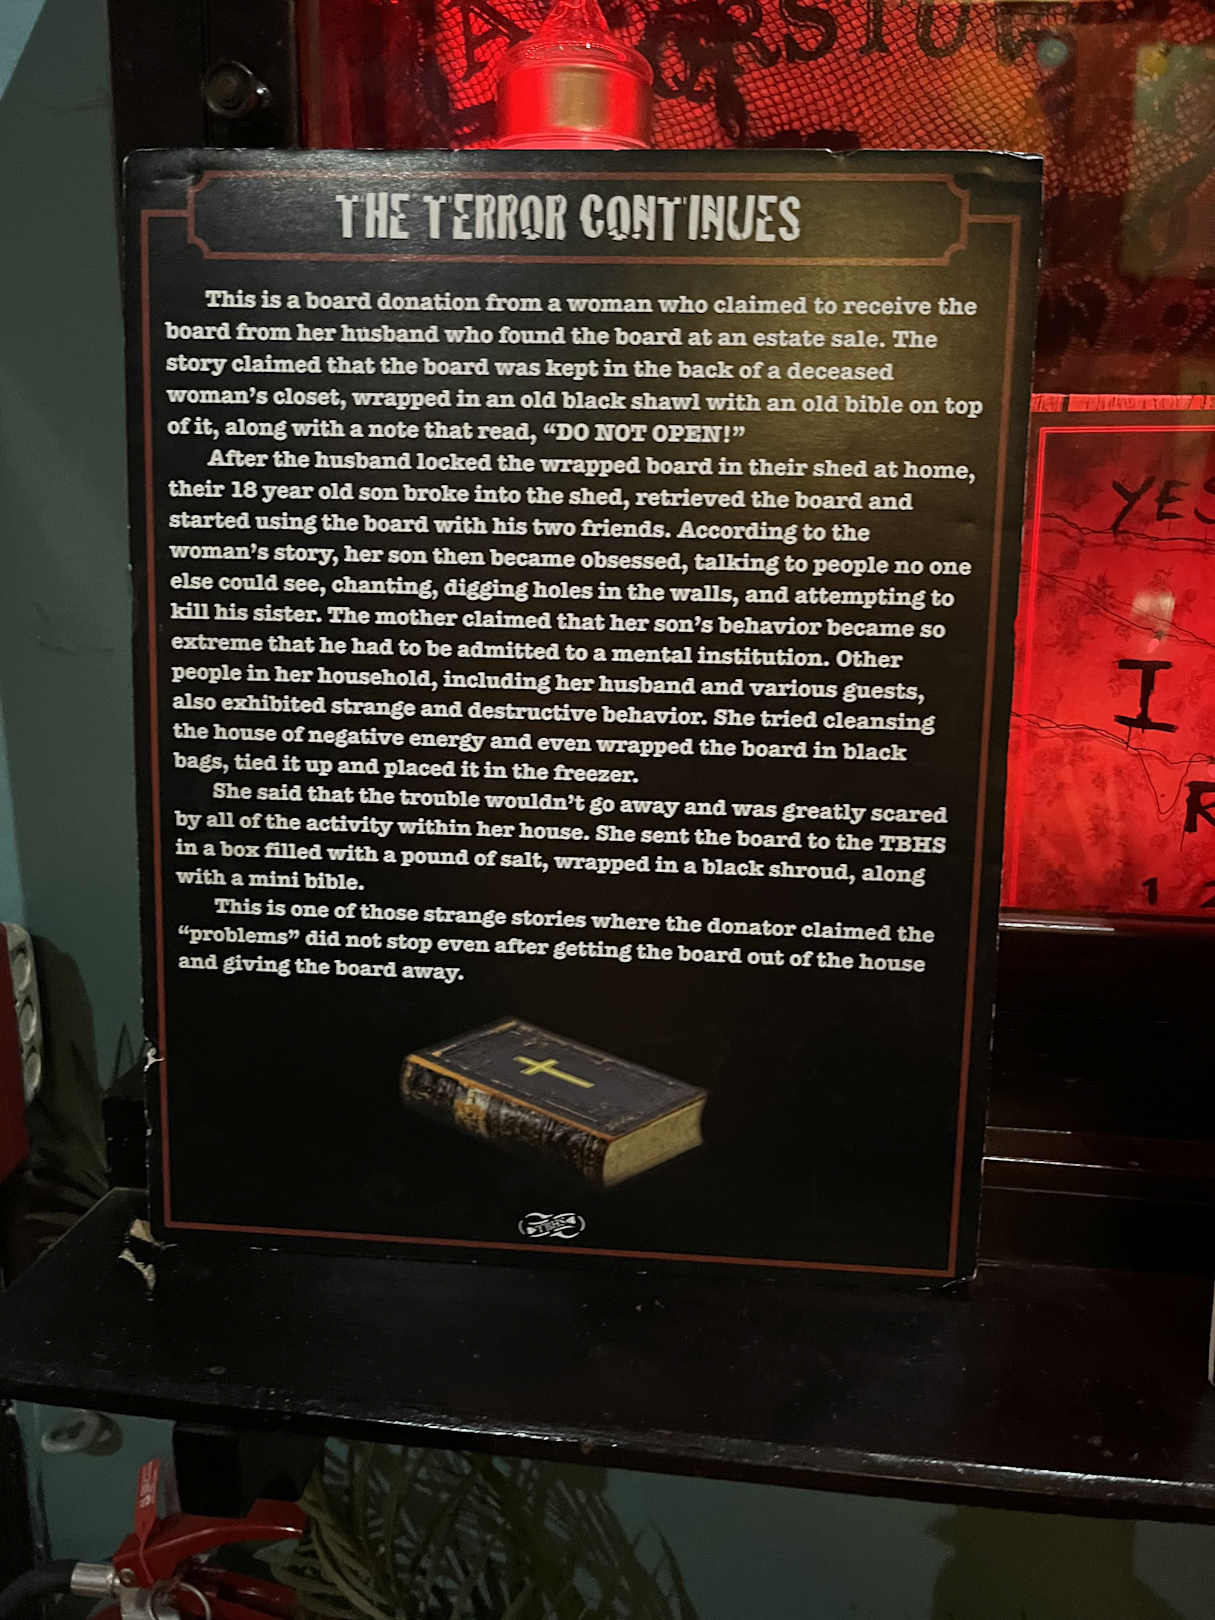 THE TERROR CONTINUES
This is a board donation from a woman who claimed to receive the
board from her husband who found the board at an estate sale. The
story claimed that the board was kept in the back of a deceased
woman's closet, wrapped in an old black shawl with an old bible on top
of it, along with a note that read, “DO NOT OPEN!”
After the husband locked the wrapped board in their shed at home,
their 18 year old son broke into the shed, retrieved the board and
started using the board with his two friends. According to the
woman's story, her son then became obsessed, talking to people no one
else could see, chanting, digging holes in the walls, and attempting to
kill his sister. The mother claimed that her son's behavior became so
extreme that he had to be admitted to a mental institution. Other
people in her household, including her husband and various guests,
also exhibited strange and destructive behavior. She tried cleansing
the house of negative energy and even wrapped the board in black
bags, tied it up and placed it in the freezer.
She said that the trouble wouldn't go away and was greatly scared
by all of the activity within her house. She sent the board to the TBHS
in a box filled with a pound of salt, wrapped in a black shroud, along
with a mini bible.
This is one of those strange stories where the donator claimed the
“problems” did not stop even after getting the board out of the house
and giving the board away.
TBHS
YES
I
R
1 2